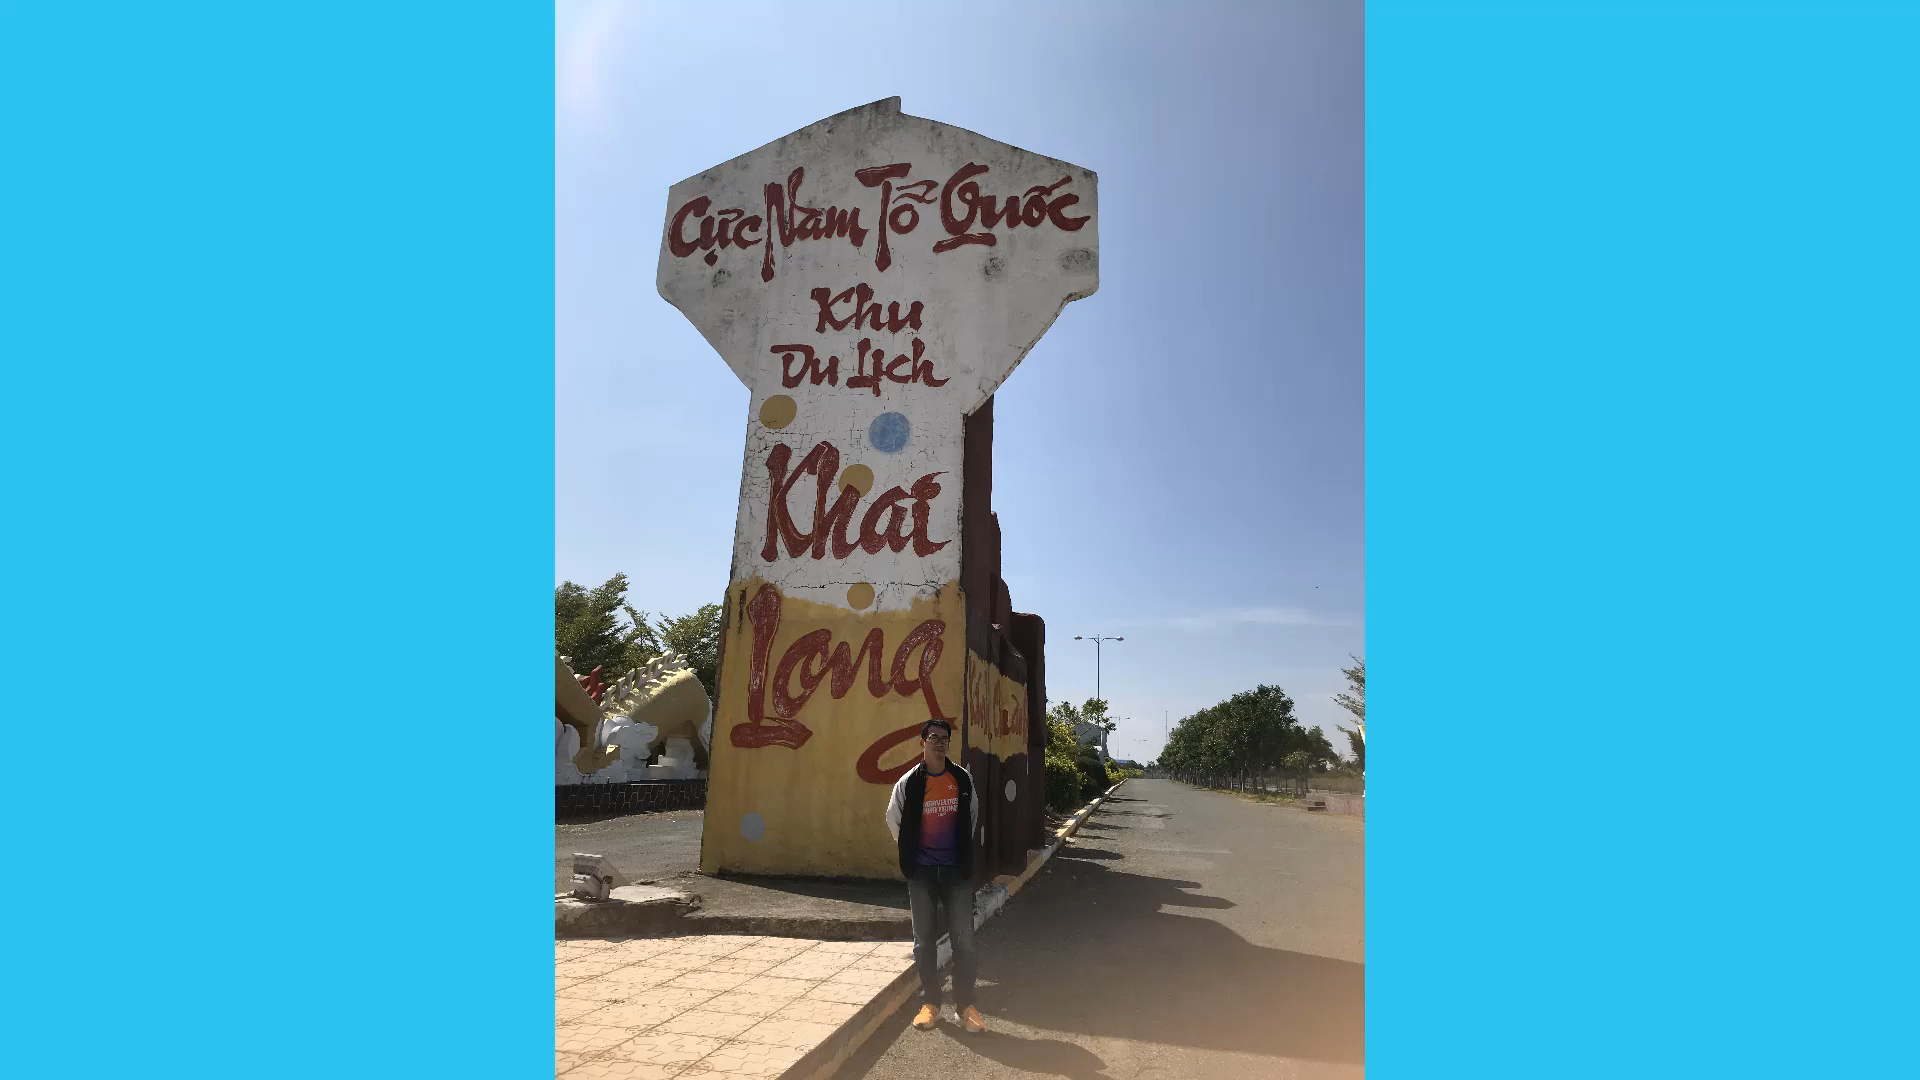 Cực Nam Tổ Quốc
Khu
Du Lịch
Khai
Long